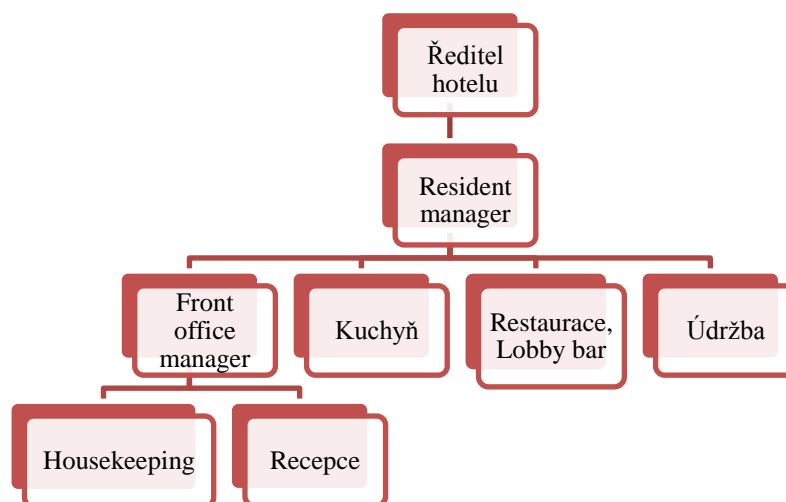 Ředitel
hotelu
Resident
manager
Front
office
manager
Kuchyň
Restaurace,
Lobby bar
Údržba
Housekeeping
Recepce